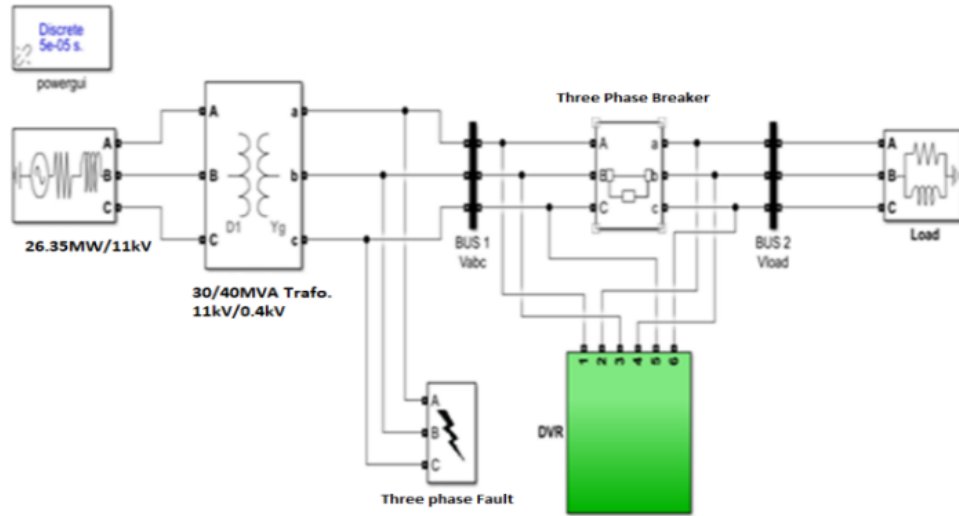 Discrete
5e-05 s.
powergui
Three Phase Breaker
A
B
C
A
B
C
D1
Yg
a
b
c
A
B
C
a
b
c
A
B
C
26.35MW/11kV
BUS 1
Vabc
BUS 2
Vload
Load
30/40MVA Trafo.
11kV/0.4kV
1 2 3 4 5 6
A
B
C
DVR
Three phase Fault